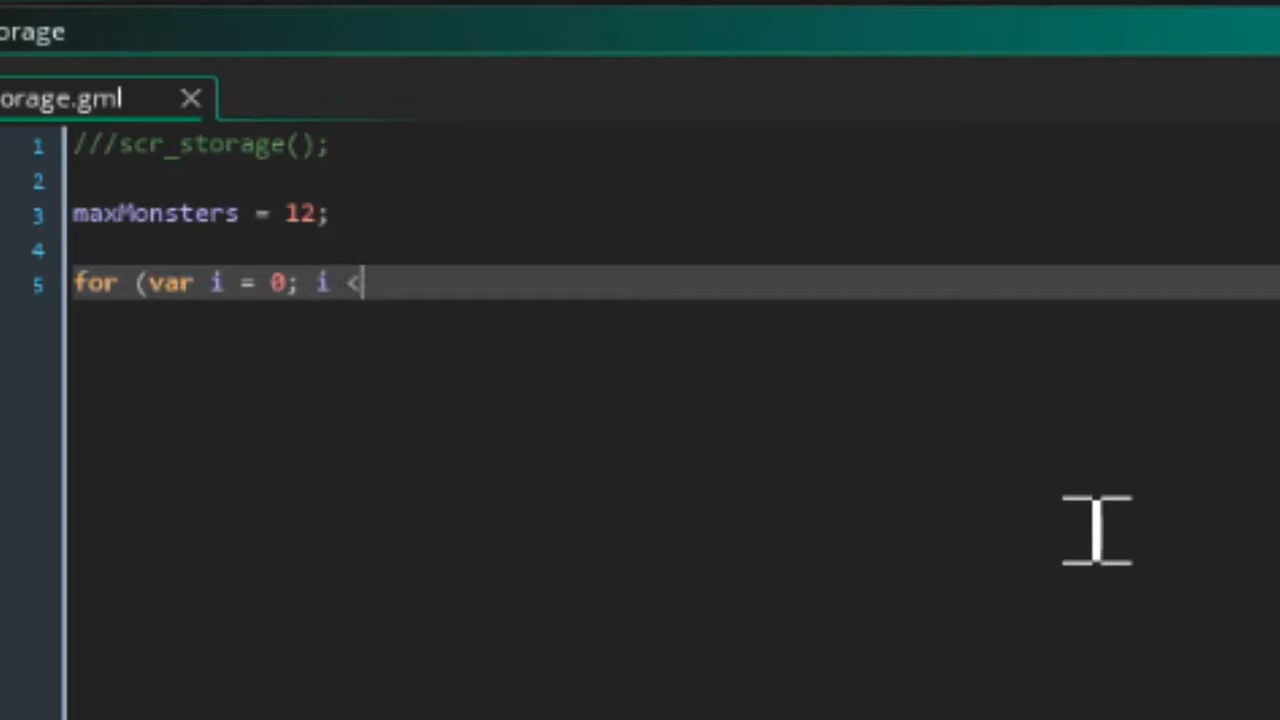 orage
orage.gml
1 ///scr_storage();
2
3 maxMonsters = 12;
4
5 for (var i = 0; i <